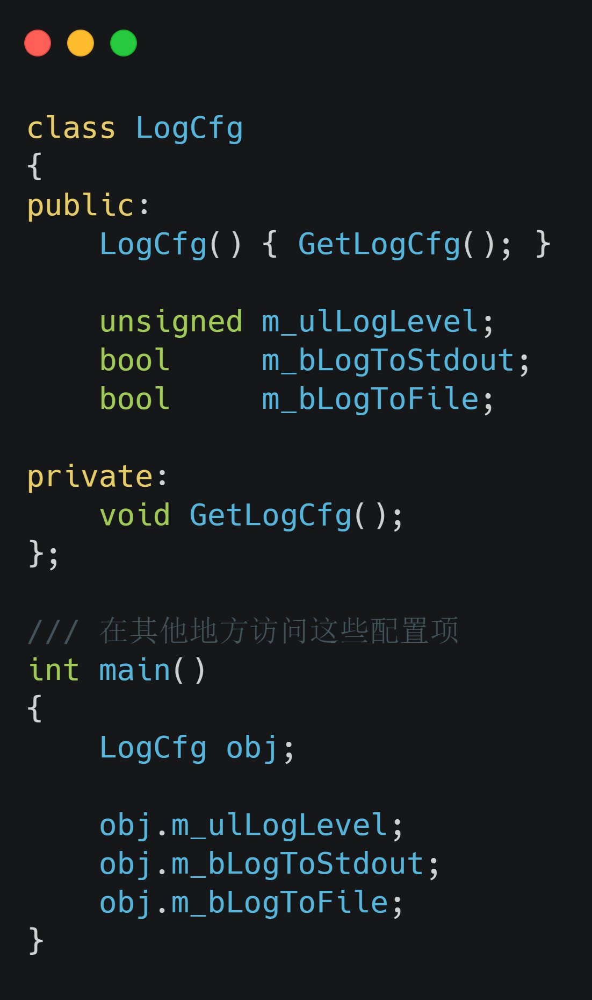 class LogCfg
{
public:
    LogCfg() { GetLogCfg(); }
    unsigned m_ulLogLevel;
    bool     m_bLogToStdout;
    bool     m_bLogToFile;
private:
    void GetLogCfg();
};
/// 在其他地方访问这些配置项
int main()
{
    LogCfg obj;
    obj.m_ulLogLevel;
    obj.m_bLogToStdout;
    obj.m_bLogToFile;
}